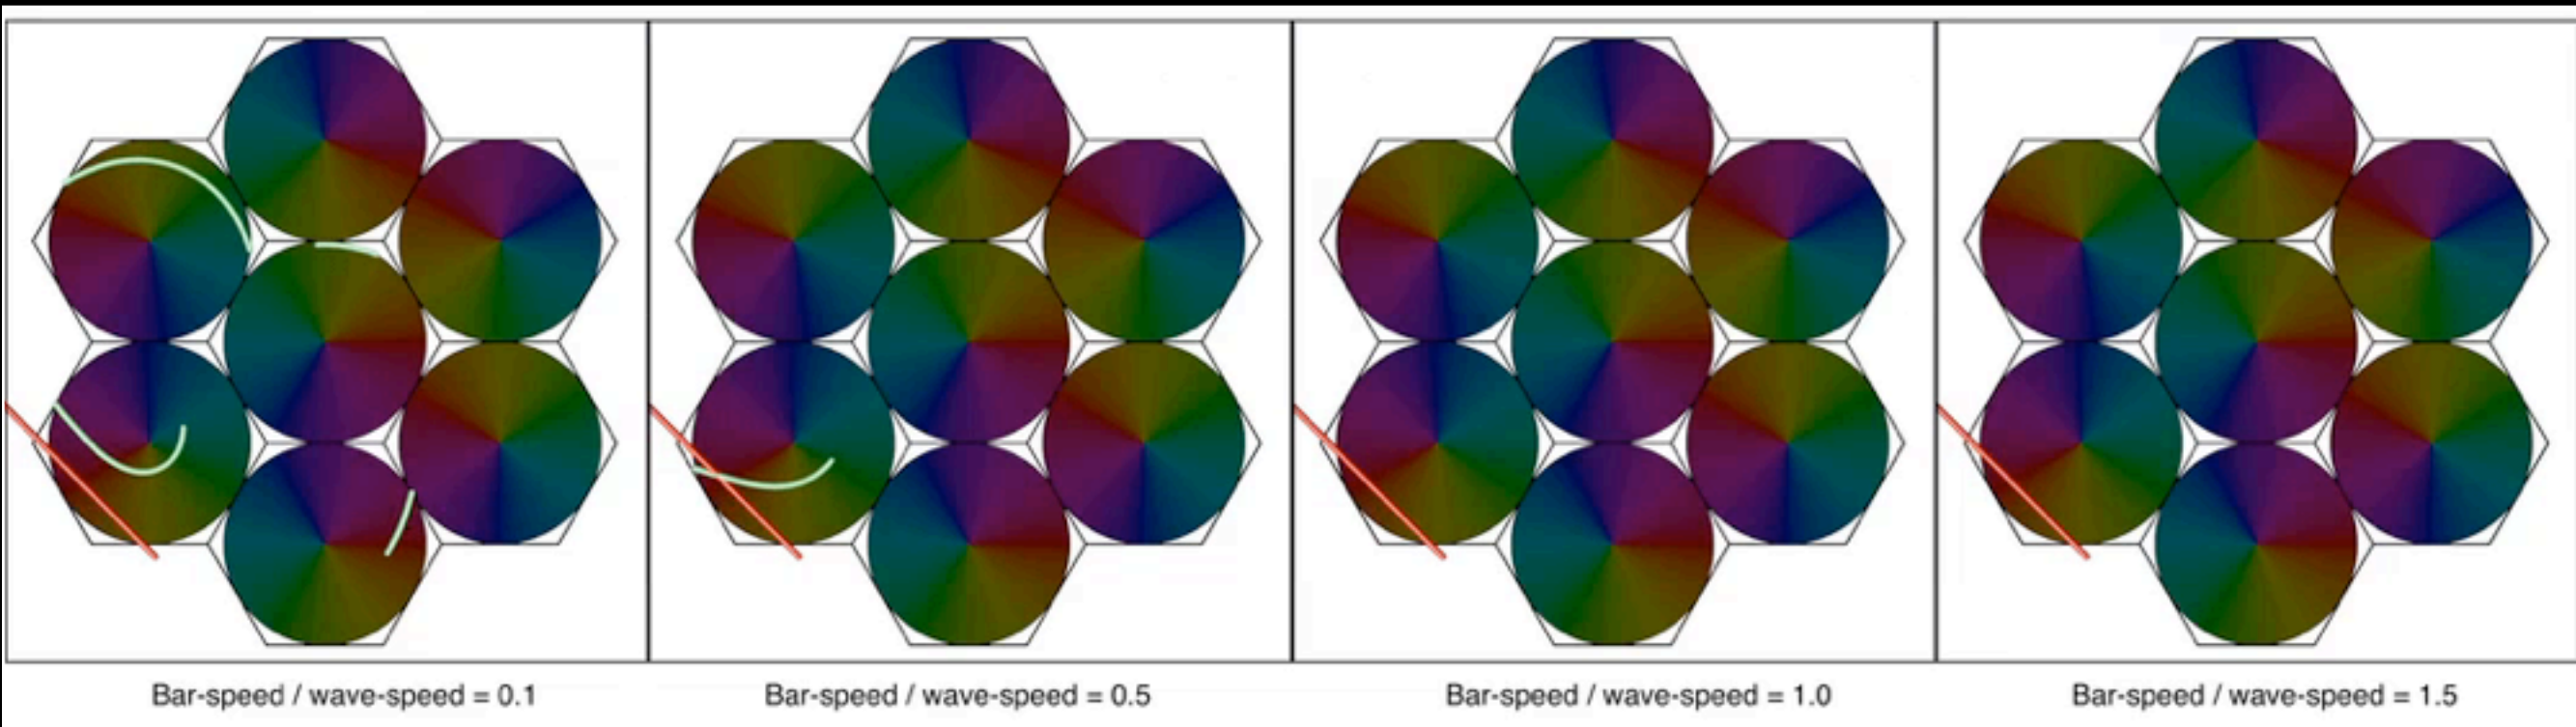 Bar-speed / wave-speed = 0.1
Bar-speed / wave-speed = 0.5
Bar-speed / wave-speed = 1.0
Bar-speed / wave-speed = 1.5